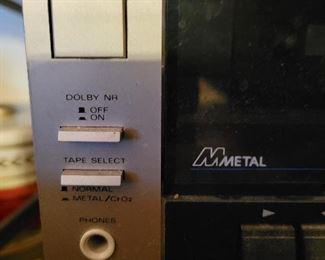 DOLBY NR
OFF
ON
TAPE SELECT
NORMAL
METAL/CrO2
PHONES
M METAL